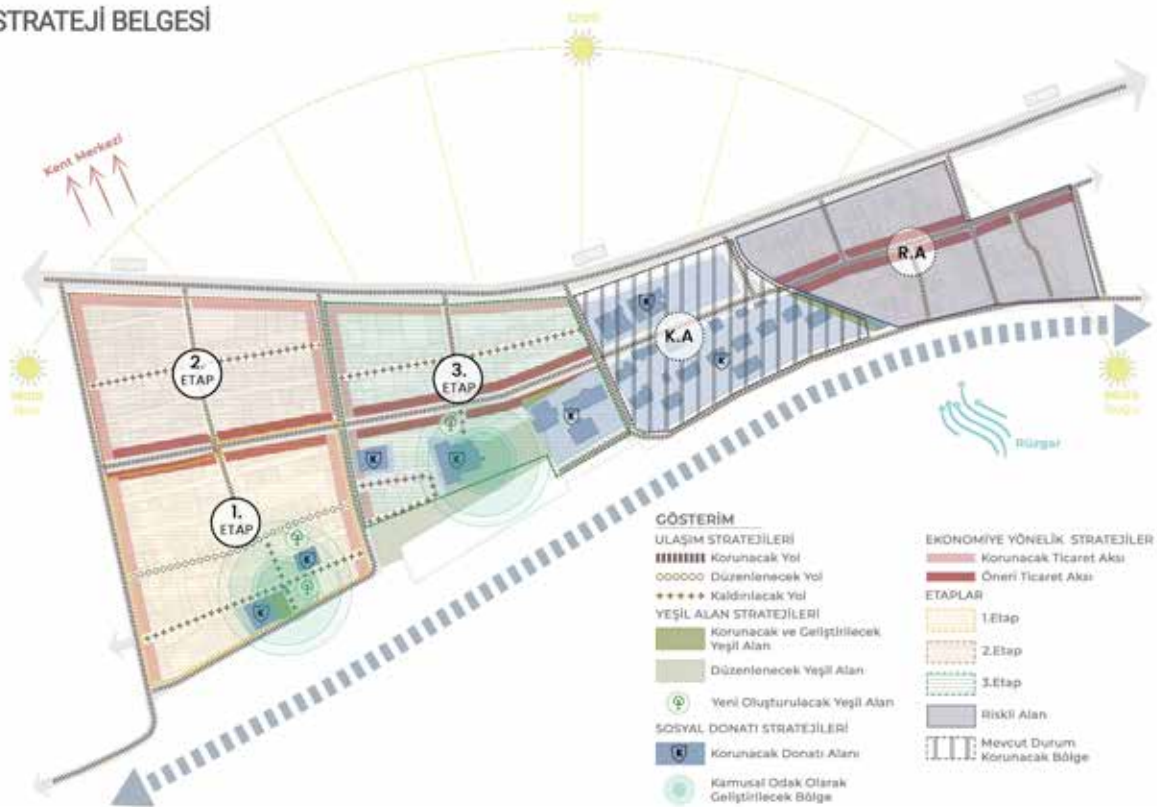 STRATEJİ BELGESİ
12:00
Kent Merkezi
R.A
K.A
2.
ETAP
3.
ETAP
1.
ETAP
Rüzgar
K
K
K
K
K
K
K
GÖSTERİM
ULAŞIM STRATEJİLERİ
Korunacak Yol
Düzenlenecek Yol
Kaldırılacak Yol
YEŞİL ALAN STRATEJİLERİ
Korunacak ve Geliştirilecek
Yeşil Alan
Düzenlenecek Yeşil Alan
Yeni Oluşturulacak Yeşil Alan
SOSYAL DONATI STRATEJİLERİ
K
Korunacak Donatı Alanı
Kamusal Odak Olarak
Geliştirilecek Bölge
EKONOMİYE YÖNELİK STRATEJİLER
Korunacak Ticaret Aksı
Öneri Ticaret Aksı
ETAPLAR
1.Etap
2.Etap
3.Etap
Riskli Alan
Mevcut Durum
Korunacak Bölge